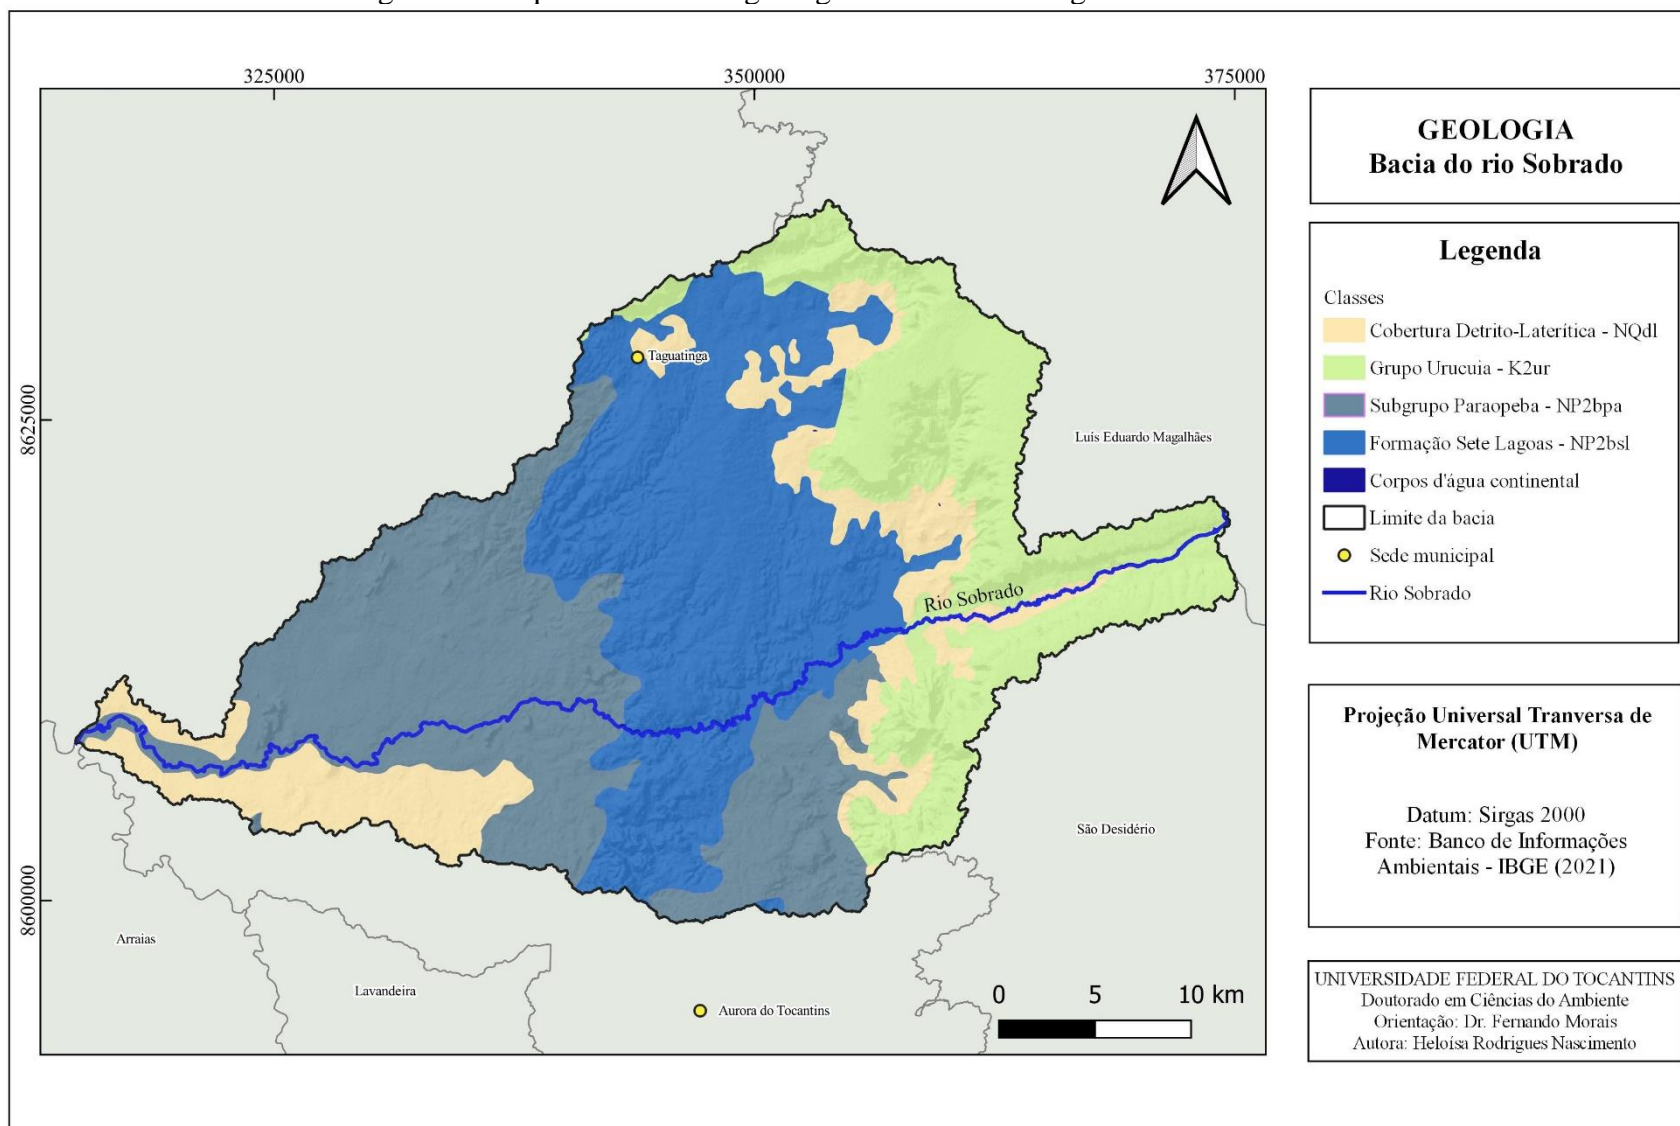 325000
350000
375000
8625000
8600000
Taguatinga
Luís Eduardo Magalhães
Rio Sobrado
São Desidério
Arraias
Lavandeira
Aurora do Tocantins
0 5 10 km
GEOLOGIA
Bacia do rio Sobrado
Legenda
Classes
Cobertura Detrito-Laterítica - NQdl
Grupo Urucuia - K2ur
Subgrupo Paraopeba - NP2bpa
Formação Sete Lagoas - NP2bsl
Corpos d'água continental
Limite da bacia
Sede municipal
Rio Sobrado
Projeção Universal Tranversa de
Mercator (UTM)
Datum: Sirgas 2000
Fonte: Banco de Informações
Ambientais - IBGE (2021)
UNIVERSIDADE FEDERAL DO TOCANTINS
Doutorado em Ciências do Ambiente
Orientação: Dr. Fernando Morais
Autora: Heloísa Rodrigues Nascimento